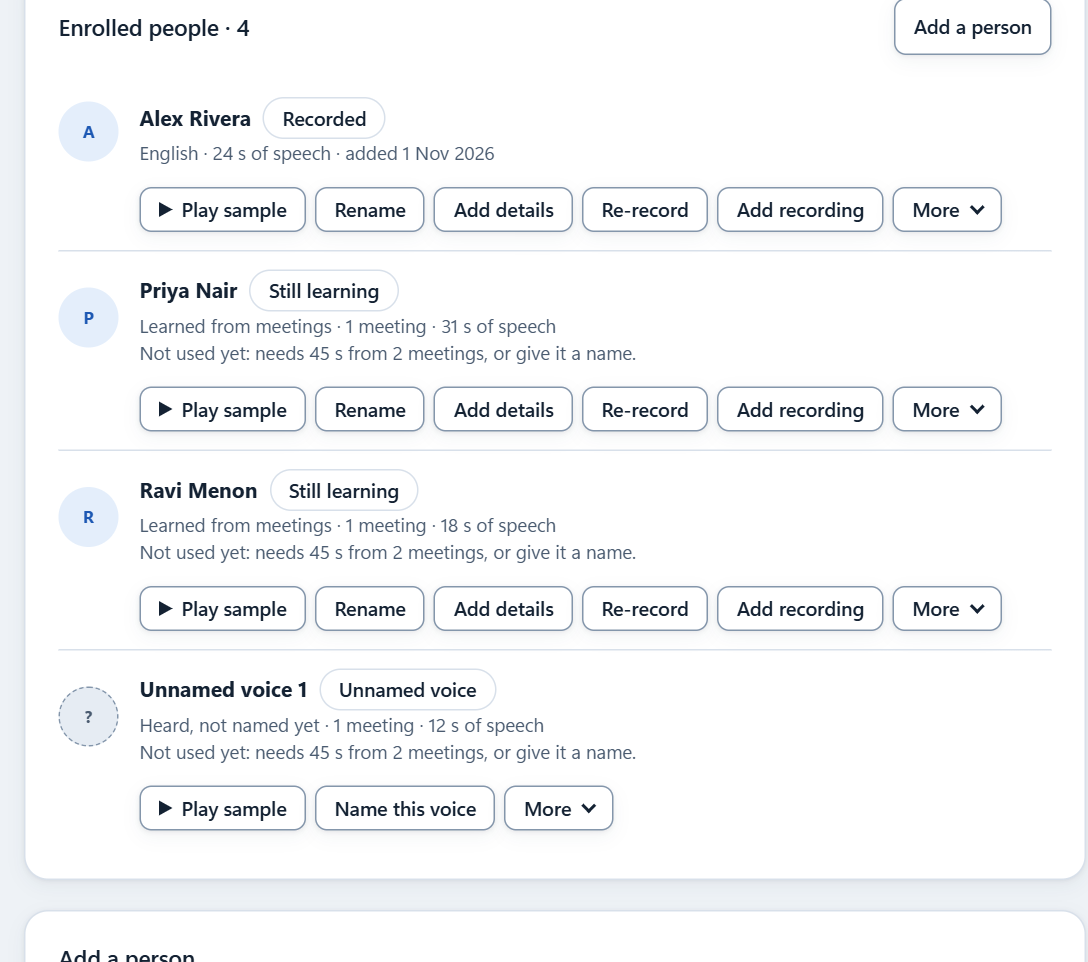 Enrolled people · 4
Add a person
A
Alex Rivera
Recorded
English · 24 s of speech · added 1 Nov 2026
Play sample
Rename
Add details
Re-record
Add recording
More
P
Priya Nair
Still learning
Learned from meetings · 1 meeting · 31 s of speech
Not used yet: needs 45 s from 2 meetings, or give it a name.
Play sample
Rename
Add details
Re-record
Add recording
More
R
Ravi Menon
Still learning
Learned from meetings · 1 meeting · 18 s of speech
Not used yet: needs 45 s from 2 meetings, or give it a name.
Play sample
Rename
Add details
Re-record
Add recording
More
?
Unnamed voice 1
Unnamed voice
Heard, not named yet · 1 meeting · 12 s of speech
Not used yet: needs 45 s from 2 meetings, or give it a name.
Play sample
Name this voice
More
Add a person